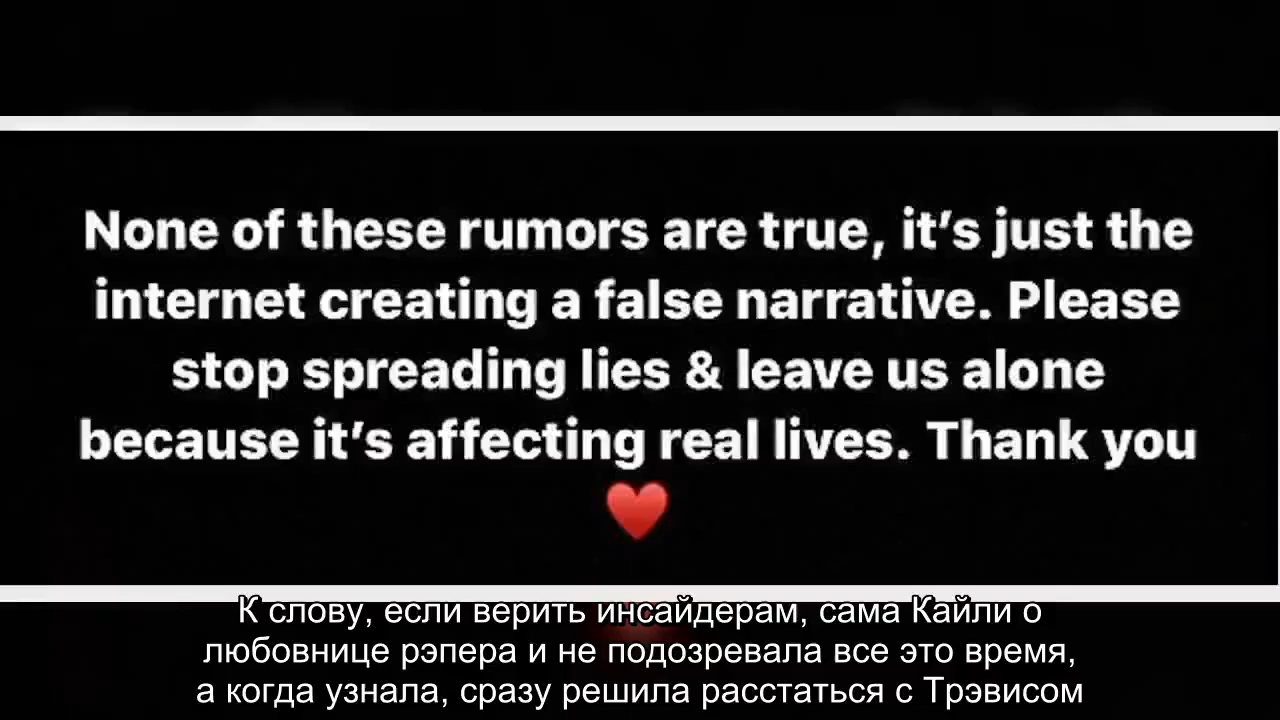 None of these rumors are true, it’s just the
internet creating a false narrative. Please
stop spreading lies & leave us alone
because it’s affecting real lives. Thank you
❤️
К слову, если верить инсайдерам, сама Кайли о
любовнице рэпера и не подозревала все это время,
а когда узнала, сразу решила расстаться с Трэвисом